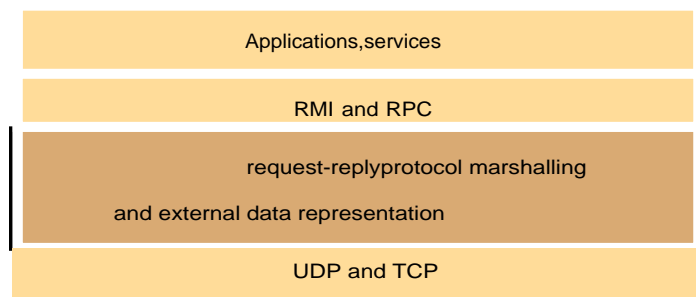 Applications,services
RMI and RPC
request-replyprotocol marshalling
and external data representation
UDP and TCP